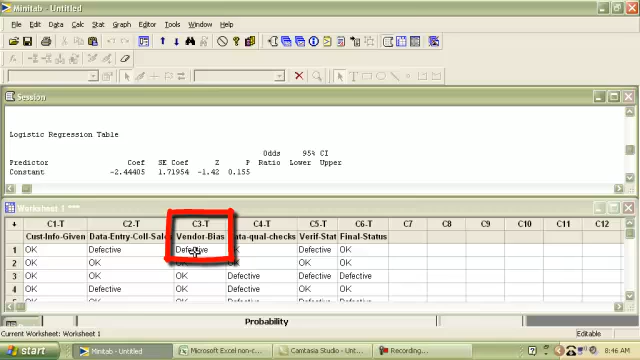 Minitab - Untitled
File Edit Data Calc Stat Graph Editor Tools Window Help
Session
Logistic Regression Table
Odds 95% CI
Predictor Coef SE Coef Z P Ratio Lower Upper
Constant -2.44405 1.71954 -1.42 0.155
Worksheet 1 ***
C1-T C2-T C3-T C4-T C5-T C6-T C7 C8 C9 C10 C11 C12
Cust-Info-Given Data-Entry-Coll-Sales Vendor-Bias Data-qual-checks Verif-Stat Final-Status
1 OK Defective Defective OK Defective OK
2 OK OK OK OK OK OK
3 OK OK OK Defective Defective Defective
4 OK Defective OK Defective OK OK
Probability
Current Worksheet: Worksheet 1 Editable
start Minitab - Untitled Microsoft Excel non-c... Camtasia Studio - Unt... Recording... 8:46 AM